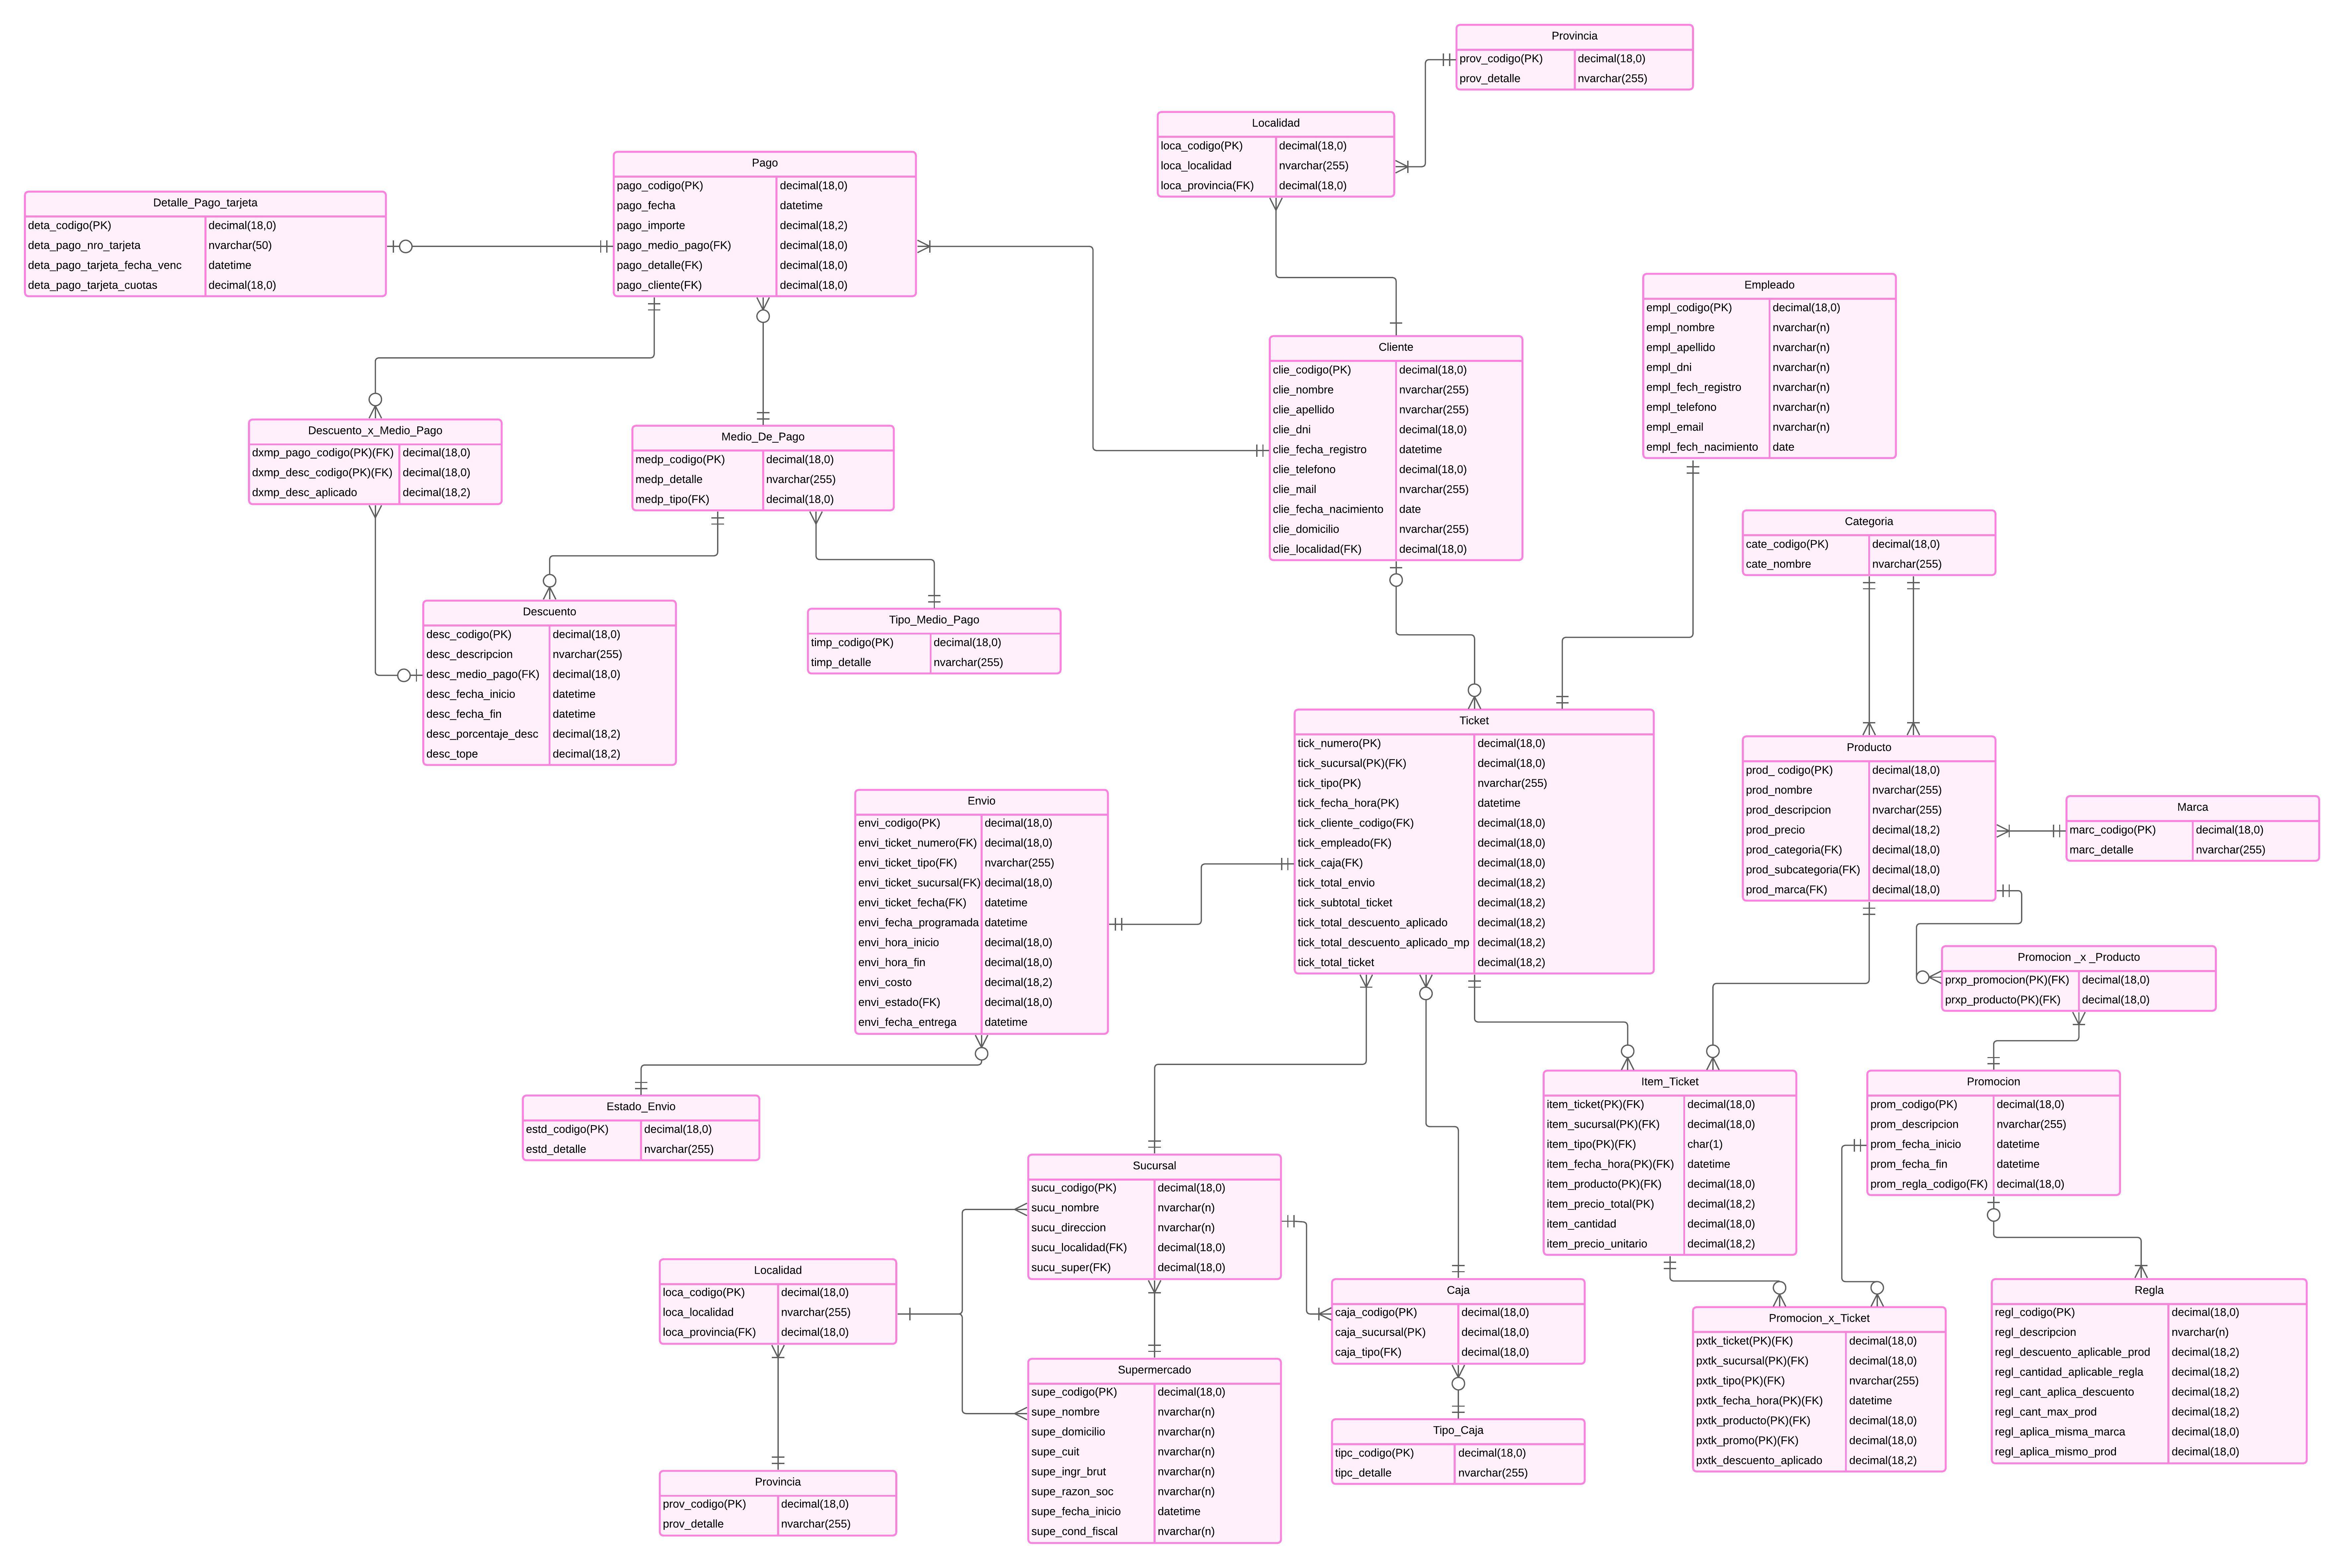 Provincia
prov_codigo(PK) decimal(18,0)
prov_detalle nvarchar(255)
Localidad
loca_codigo(PK) decimal(18,0)
loca_localidad nvarchar(255)
loca_provincia(FK) decimal(18,0)
Pago
pago_codigo(PK) decimal(18,0)
pago_fecha datetime
pago_importe decimal(18,2)
pago_medio_pago(FK) decimal(18,0)
pago_detalle(FK) decimal(18,0)
pago_cliente(FK) decimal(18,0)
Detalle_Pago_tarjeta
deta_codigo(PK) decimal(18,0)
deta_pago_nro_tarjeta nvarchar(50)
deta_pago_tarjeta_fecha_venc datetime
deta_pago_tarjeta_cuotas decimal(18,0)
Empleado
empl_codigo(PK) decimal(18,0)
empl_nombre nvarchar(n)
empl_apellido nvarchar(n)
empl_dni nvarchar(n)
empl_fech_registro nvarchar(n)
empl_telefono nvarchar(n)
empl_email nvarchar(n)
empl_fech_nacimiento date
Cliente
clie_codigo(PK) decimal(18,0)
clie_nombre nvarchar(255)
clie_apellido nvarchar(255)
clie_dni decimal(18,0)
clie_fecha_registro datetime
clie_telefono decimal(18,0)
clie_mail nvarchar(255)
clie_fecha_nacimiento date
clie_domicilio nvarchar(255)
clie_localidad(FK) decimal(18,0)
Descuento_x_Medio_Pago
dxmp_pago_codigo(PK)(FK) decimal(18,0)
dxmp_desc_codigo(PK)(FK) decimal(18,0)
dxmp_desc_aplicado decimal(18,2)
Medio_De_Pago
medp_codigo(PK) decimal(18,0)
medp_detalle nvarchar(255)
medp_tipo(FK) decimal(18,0)
Categoria
cate_codigo(PK) decimal(18,0)
cate_nombre nvarchar(255)
Descuento
desc_codigo(PK) decimal(18,0)
desc_descripcion nvarchar(255)
desc_medio_pago(FK) decimal(18,0)
desc_fecha_inicio datetime
desc_fecha_fin datetime
desc_porcentaje_desc decimal(18,2)
desc_tope decimal(18,2)
Tipo_Medio_Pago
timp_codigo(PK) decimal(18,0)
timp_detalle nvarchar(255)
Ticket
tick_numero(PK) decimal(18,0)
tick_sucursal(PK)(FK) decimal(18,0)
tick_tipo(PK) nvarchar(255)
tick_fecha_hora(PK) datetime
tick_cliente_codigo(FK) decimal(18,0)
tick_empleado(FK) decimal(18,0)
tick_caja(FK) decimal(18,0)
tick_total_envio decimal(18,2)
tick_subtotal_ticket decimal(18,2)
tick_total_descuento_aplicado decimal(18,2)
tick_total_descuento_aplicado_mp decimal(18,2)
tick_total_ticket decimal(18,2)
Producto
prod_ codigo(PK) decimal(18,0)
prod_nombre nvarchar(255)
prod_descripcion nvarchar(255)
prod_precio decimal(18,2)
prod_categoria(FK) decimal(18,0)
prod_subcategoria(FK) decimal(18,0)
prod_marca(FK) decimal(18,0)
Marca
marc_codigo(PK) decimal(18,0)
marc_detalle nvarchar(255)
Envio
envi_codigo(PK) decimal(18,0)
envi_ticket_numero(FK) decimal(18,0)
envi_ticket_tipo(FK) nvarchar(255)
envi_ticket_sucursal(FK) decimal(18,0)
envi_ticket_fecha(FK) datetime
envi_fecha_programada datetime
envi_hora_inicio decimal(18,0)
envi_hora_fin decimal(18,0)
envi_costo decimal(18,2)
envi_estado(FK) decimal(18,0)
envi_fecha_entrega datetime
Promocion _x _Producto
prxp_promocion(PK)(FK) decimal(18,0)
prxp_producto(PK)(FK) decimal(18,0)
Estado_Envio
estd_codigo(PK) decimal(18,0)
estd_detalle nvarchar(255)
Item_Ticket
item_ticket(PK)(FK) decimal(18,0)
item_sucursal(PK)(FK) decimal(18,0)
item_tipo(PK)(FK) char(1)
item_fecha_hora(PK)(FK) datetime
item_producto(PK)(FK) decimal(18,0)
item_precio_total(PK) decimal(18,2)
item_cantidad decimal(18,0)
item_precio_unitario decimal(18,2)
Promocion
prom_codigo(PK) decimal(18,0)
prom_descripcion nvarchar(255)
prom_fecha_inicio datetime
prom_fecha_fin datetime
prom_regla_codigo(FK) decimal(18,0)
Sucursal
sucu_codigo(PK) decimal(18,0)
sucu_nombre nvarchar(n)
sucu_direccion nvarchar(n)
sucu_localidad(FK) decimal(18,0)
sucu_super(FK) decimal(18,0)
Localidad
loca_codigo(PK) decimal(18,0)
loca_localidad nvarchar(255)
loca_provincia(FK) decimal(18,0)
Caja
caja_codigo(PK) decimal(18,0)
caja_sucursal(PK) decimal(18,0)
caja_tipo(FK) decimal(18,0)
Promocion_x_Ticket
pxtk_ticket(PK)(FK) decimal(18,0)
pxtk_sucursal(PK)(FK) decimal(18,0)
pxtk_tipo(PK)(FK) nvarchar(255)
pxtk_fecha_hora(PK)(FK) datetime
pxtk_producto(PK)(FK) decimal(18,0)
pxtk_promo(PK)(FK) decimal(18,0)
pxtk_descuento_aplicado decimal(18,2)
Regla
regl_codigo(PK) decimal(18,0)
regl_descripcion nvarchar(n)
regl_descuento_aplicable_prod decimal(18,2)
regl_cantidad_aplicable_regla decimal(18,2)
regl_cant_aplica_descuento decimal(18,2)
regl_cant_max_prod decimal(18,2)
regl_aplica_misma_marca decimal(18,0)
regl_aplica_mismo_prod decimal(18,0)
Supermercado
supe_codigo(PK) decimal(18,0)
supe_nombre nvarchar(n)
supe_domicilio nvarchar(n)
supe_cuit nvarchar(n)
supe_ingr_brut nvarchar(n)
supe_razon_soc nvarchar(n)
supe_fecha_inicio datetime
supe_cond_fiscal nvarchar(n)
Tipo_Caja
tipc_codigo(PK) decimal(18,0)
tipc_detalle nvarchar(255)
Provincia
prov_codigo(PK) decimal(18,0)
prov_detalle nvarchar(255)